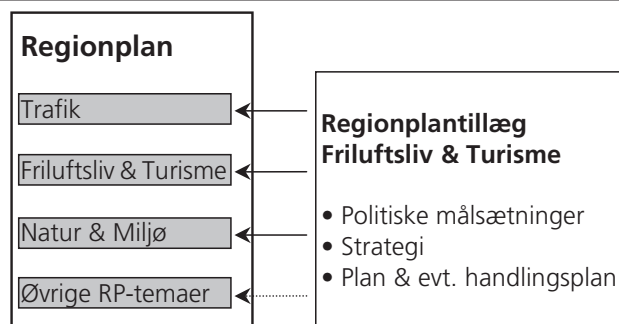 Regionplan
Trafik
Friluftsliv & Turisme
Natur & Miljø
Øvrige RP-temaer
Regionplantillæg
Friluftsliv & Turisme
• Politiske målsætninger
• Strategi
• Plan & evt. handlingsplan